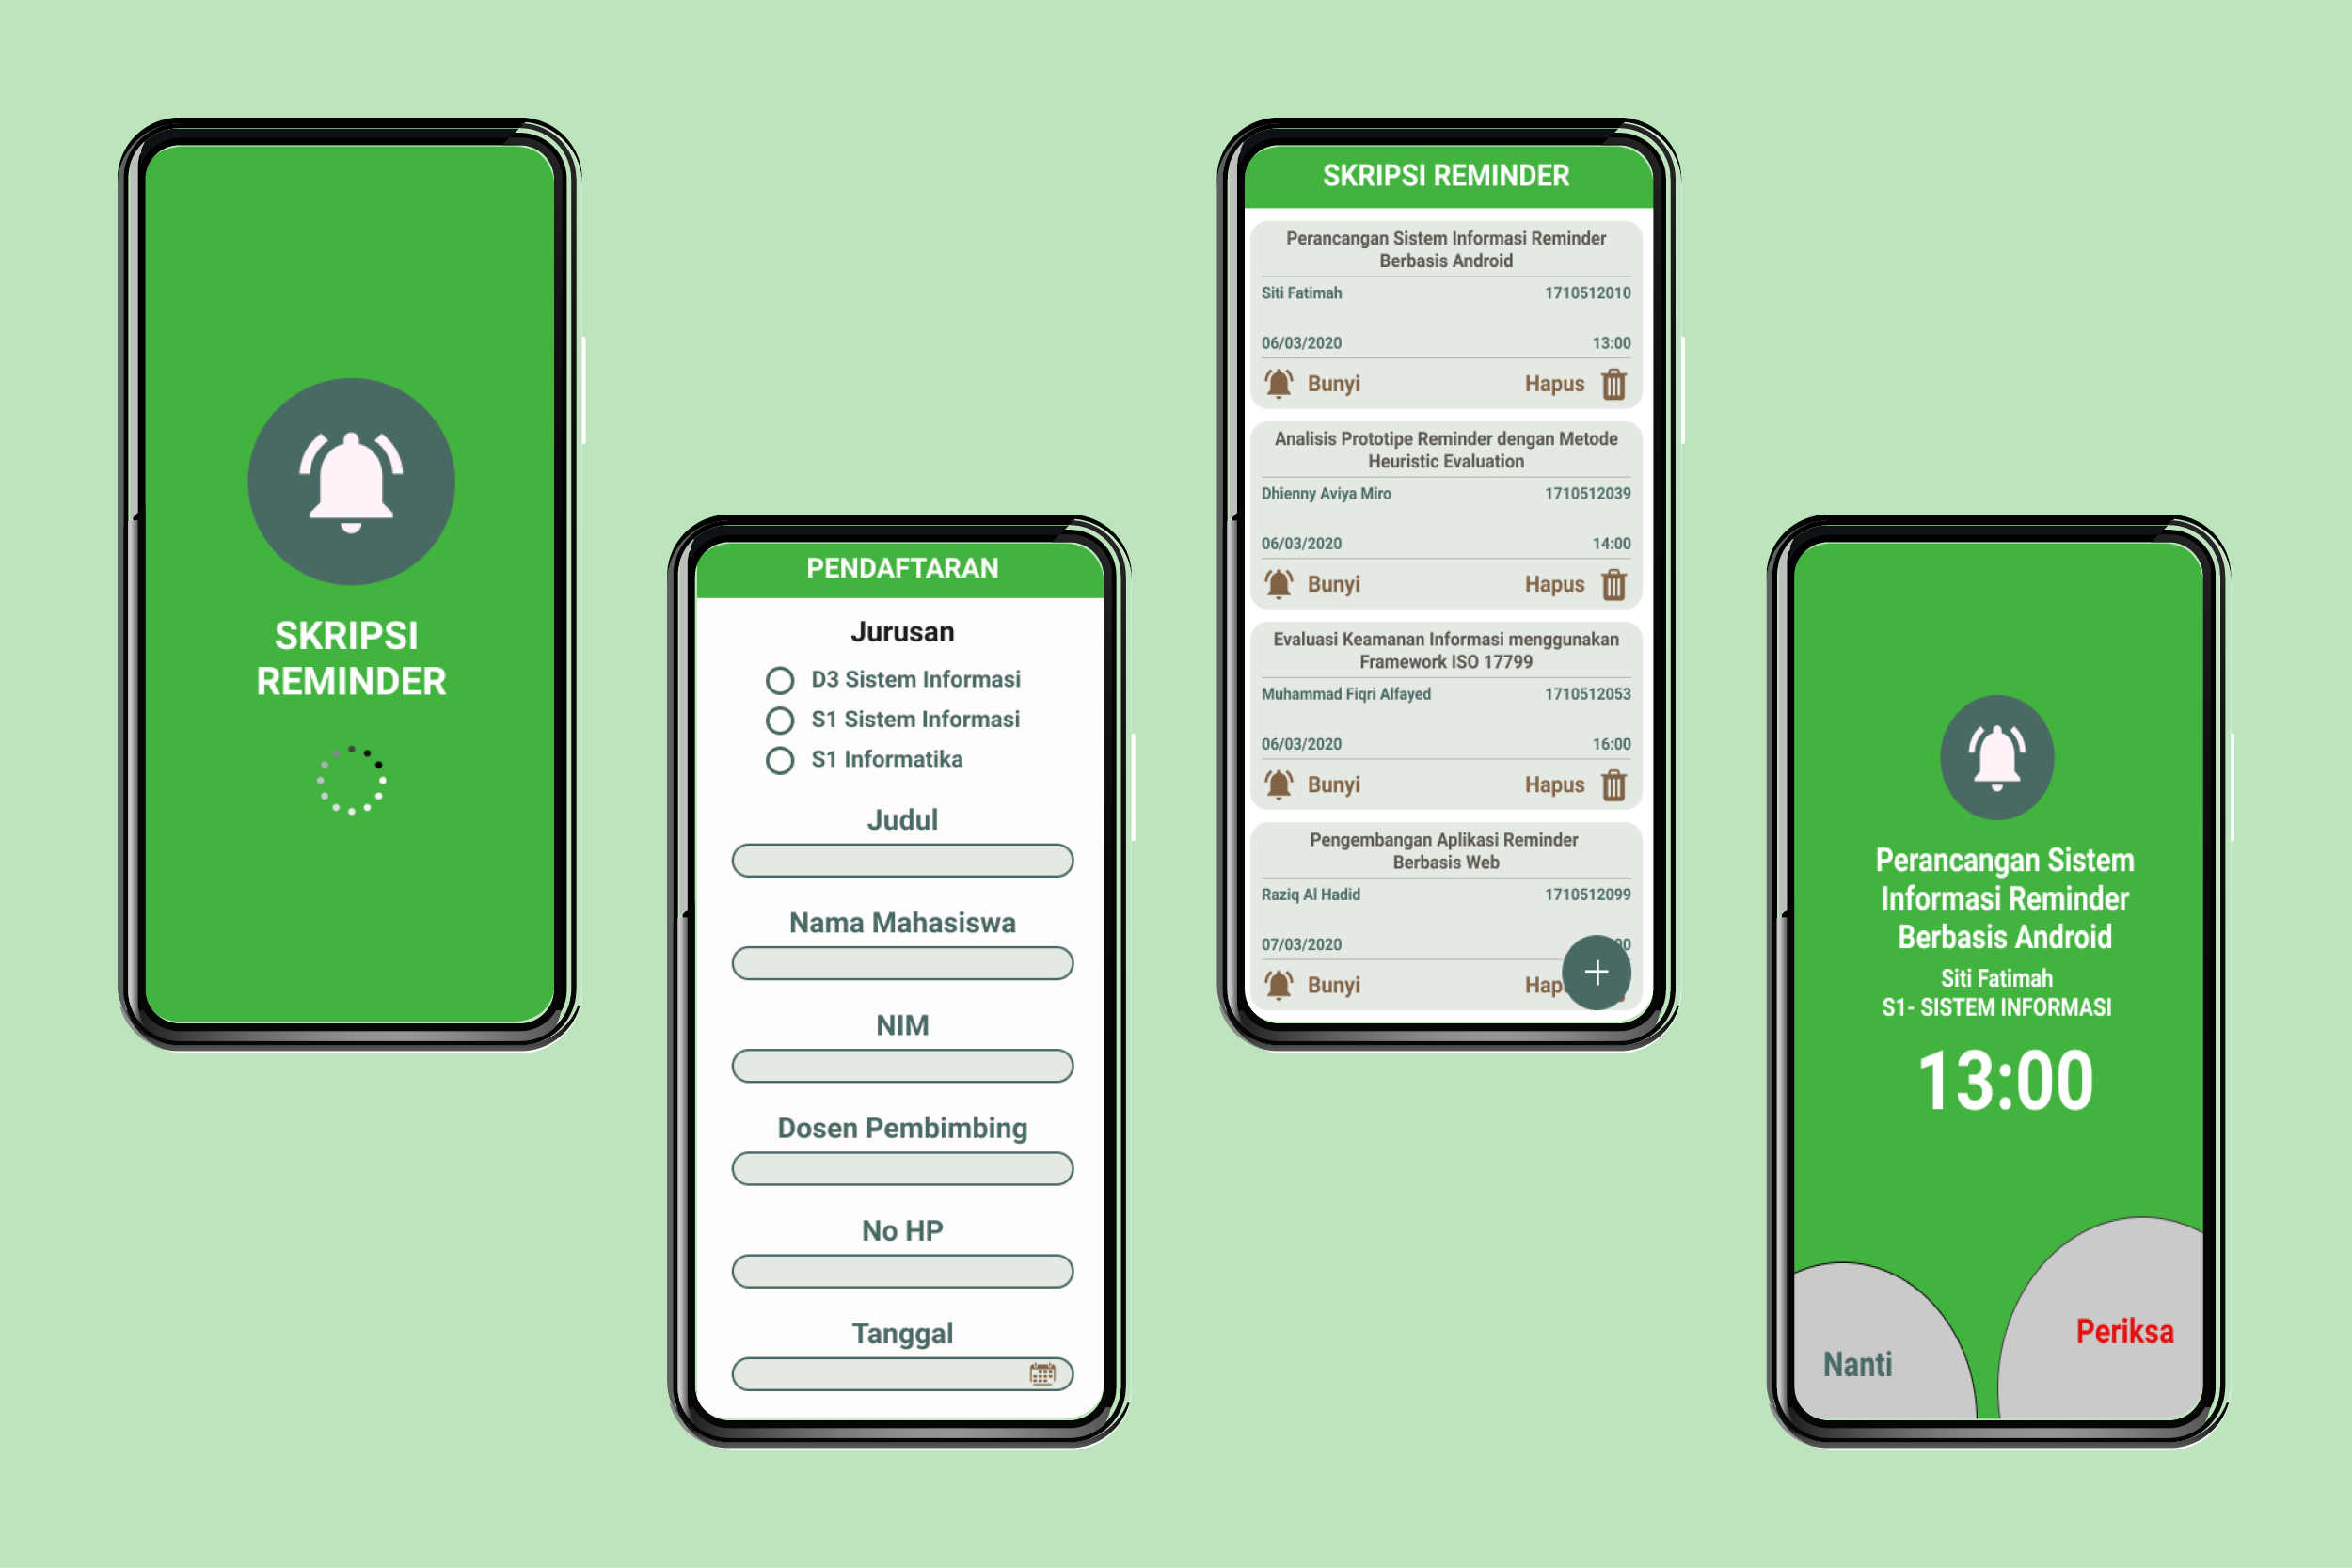 SKRIPSI
REMINDER
PENDAFTARAN
Jurusan
D3 Sistem Informasi
S1 Sistem Informasi
S1 Informatika
Judul
Nama Mahasiswa
NIM
Dosen Pembimbing
No HP
Tanggal
SKRIPSI REMINDER
Perancangan Sistem Informasi Reminder
Berbasis Android
Siti Fatimah 1710512010
06/03/2020 13:00
Bunyi Hapus
Analisis Prototipe Reminder dengan Metode
Heuristic Evaluation
Dhienny Aviya Miro 1710512039
06/03/2020 14:00
Bunyi Hapus
Evaluasi Keamanan Informasi menggunakan
Framework ISO 17799
Muhammad Fiqri Alfayed 1710512053
06/03/2020 16:00
Bunyi Hapus
Pengembangan Aplikasi Reminder
Berbasis Web
Raziq Al Hadid 1710512099
07/03/2020
Bunyi
Perancangan Sistem
Informasi Reminder
Berbasis Android
Siti Fatimah
S1- SISTEM INFORMASI
13:00
Nanti
Periksa